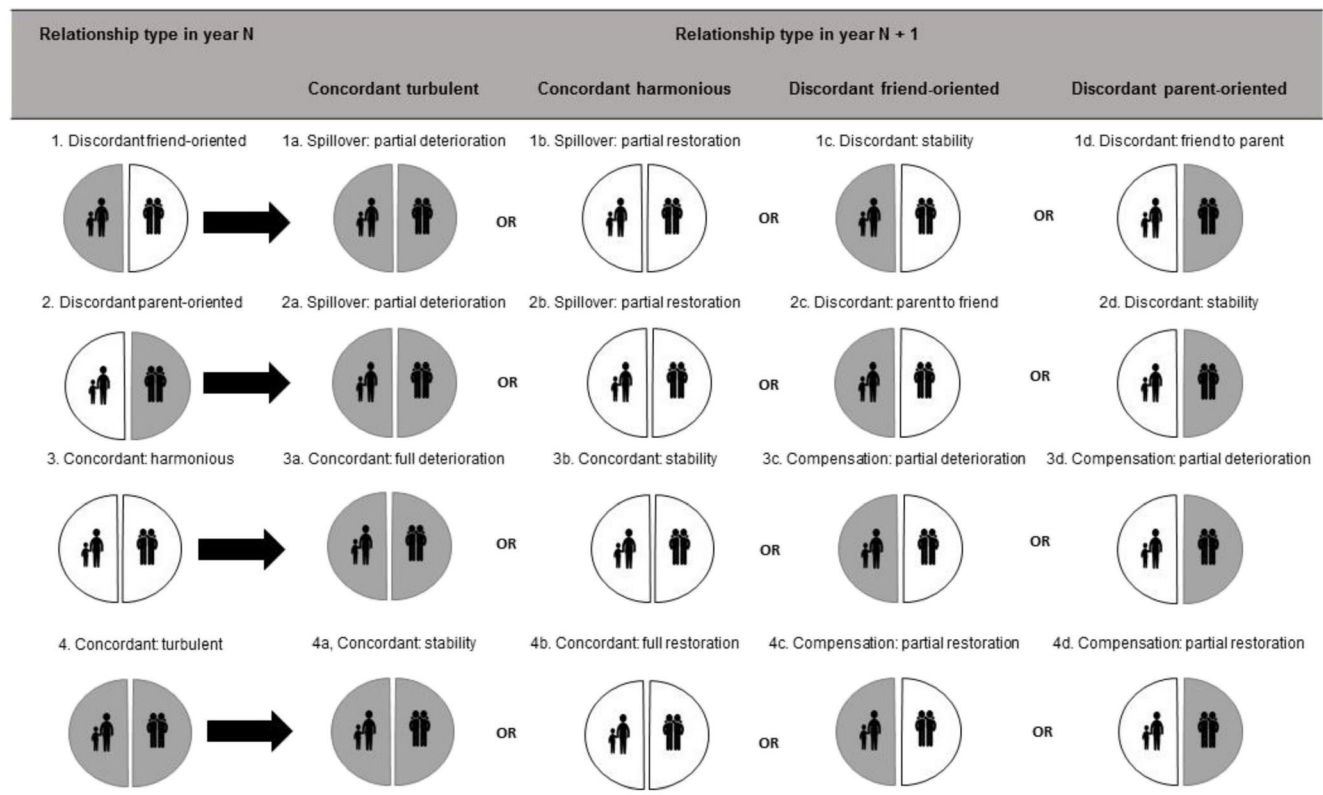 Relationship type in year N
Relationship type in year N + 1
Concordant turbulent
Concordant harmonious
Discordant friend-oriented
Discordant parent-oriented
1. Discordant friend-oriented
1a. Spillover: partial deterioration
1b. Spillover: partial restoration
1c. Discordant: stability
1d. Discordant: friend to parent
OR
OR
OR
2. Discordant parent-oriented
2a. Spillover: partial deterioration
2b. Spillover: partial restoration
2c. Discordant: parent to friend
2d. Discordant: stability
OR
OR
OR
3. Concordant: harmonious
3a. Concordant: full deterioration
3b. Concordant: stability
3c. Compensation: partial deterioration
3d. Compensation: partial deterioration
OR
OR
OR
4. Concordant: turbulent
4a, Concordant: stability
4b. Concordant: full restoration
4c. Compensation: partial restoration
4d. Compensation: partial restoration
OR
OR
OR